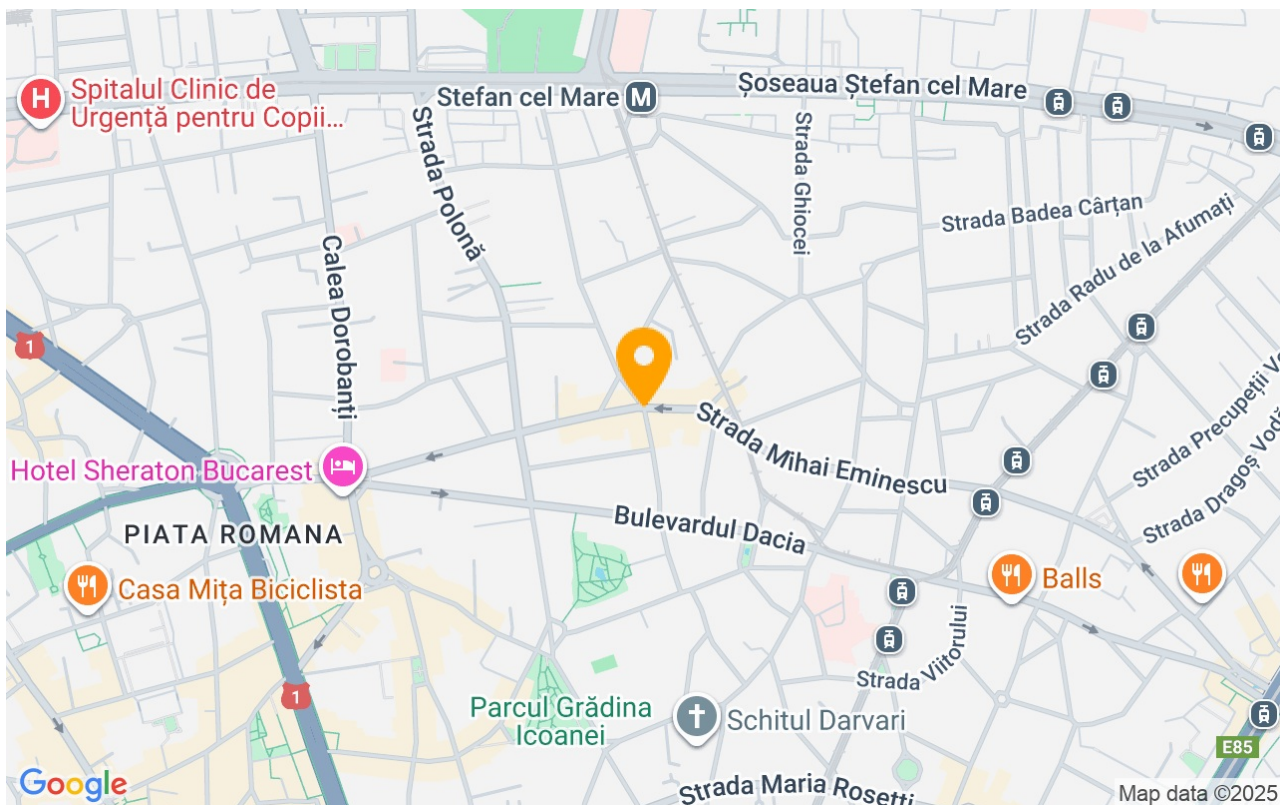 Spitalul Clinic de
Urgență pentru Copii...
H
Stefan cel Mare
M
Șoseaua Ștefan cel Mare
Strada Polonă
Strada Ghiocei
Strada Badea Cârțan
Strada Radu de la Afumați
Calea Dorobanți
1
Strada Mihai Eminescu
Strada Precupeții Ve
Strada Dragoș Vodă
Hotel Sheraton Bucarest
PIATA ROMANA
Bulevardul Dacia
Casa Mița Biciclista
Balls
Strada Viitorului
1
Parcul Grădina
Icoanei
Schitul Darvari
E85
Strada Maria Rosetti
Google
Map data ©2025